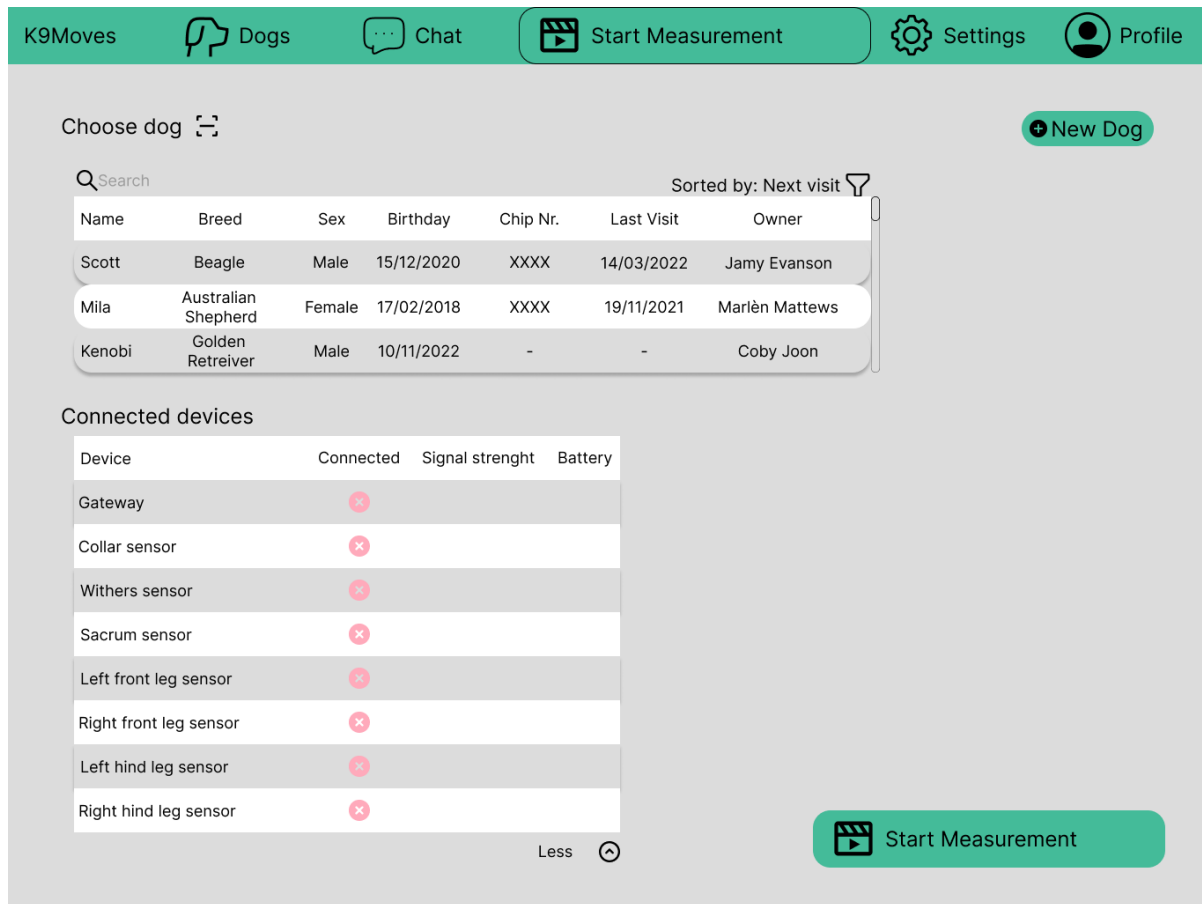 K9Moves Dogs Chat Start Measurement Settings Profile
Choose dog
New Dog
Search
Sorted by: Next visit
Name Breed Sex Birthday Chip Nr. Last Visit Owner
Scott Beagle Male 15/12/2020 XXXX 14/03/2022 Jamy Evanson
Mila Australian Shepherd Female 17/02/2018 XXXX 19/11/2021 Marlèn Mattews
Kenobi Golden Retreiver Male 10/11/2022 - - Coby Joon
Connected devices
Device Connected Signal strenght Battery
Gateway
Collar sensor
Withers sensor
Sacrum sensor
Left front leg sensor
Right front leg sensor
Left hind leg sensor
Right hind leg sensor
Less
Start Measurement